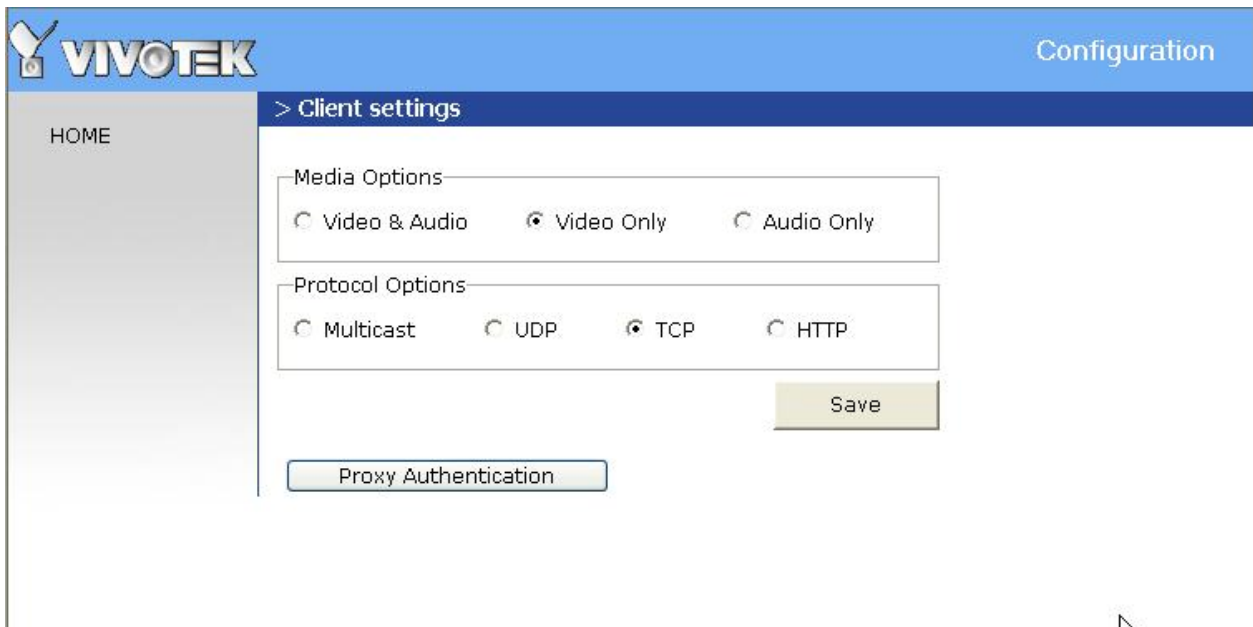 VIVOTEK
Configuration
> Client settings
HOME
Media Options
Video & Audio Video Only Audio Only
Protocol Options
Multicast UDP TCP HTTP
Save
Proxy Authentication